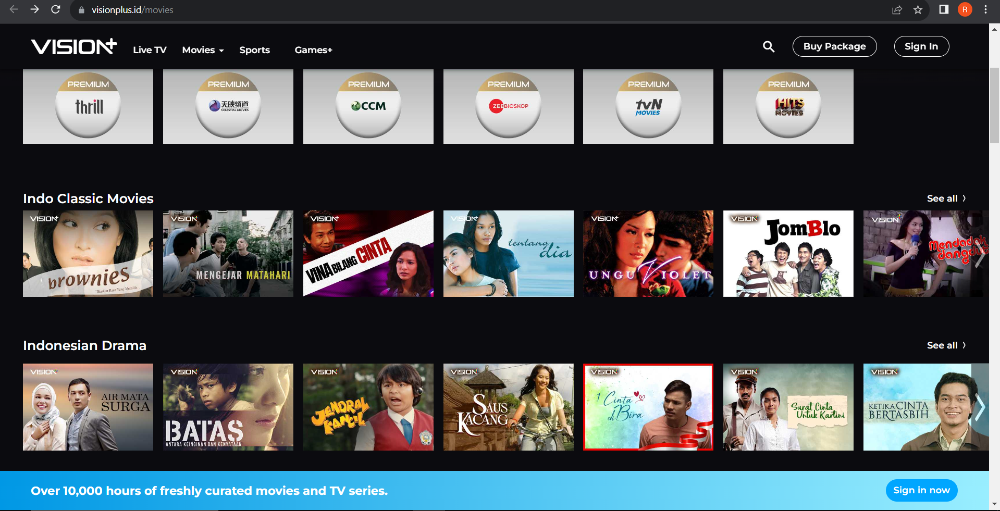 visionplus.id/movies
R
VISION+
Live TV
Movies
Sports
Games+
Buy Package
Sign In
PREMIUM
thrill
PREMIUM
天映頻道
CELESTIAL MOVIES
PREMIUM
CCM
PREMIUM
ZEEBIOSKOP
PREMIUM
tvN
MOVIES
PREMIUM
HITS
MOVIES
Indo Classic Movies
See all
VISION+
brownies
"Biarkan Rasa Yang Memilih.
VISION+
MENGEJAR MATAHARI
VISION+
VINA BILANG CINTA
VISION+
tentang
dia
VISION+
UNGU VIOLET
VISION+
JOMBLO
VISION+
Mendadak
dangdut
Indonesian Drama
See all
VISION+
AIR MATA
SURGA
VISION+
BATAS
ANTARA KEINGINAN DAN KENYATAAN
VISION+
JENDRAL
KANCIL
VISION+
SAUS
KACANG
VISION+
1 Cinta
di Bira
VISION+
Surat Cinta
Untuk Kartini
VISION+
KETIKA CINTA
BERTASBIH
Over 10,000 hours of freshly curated movies and TV series.
Sign in now